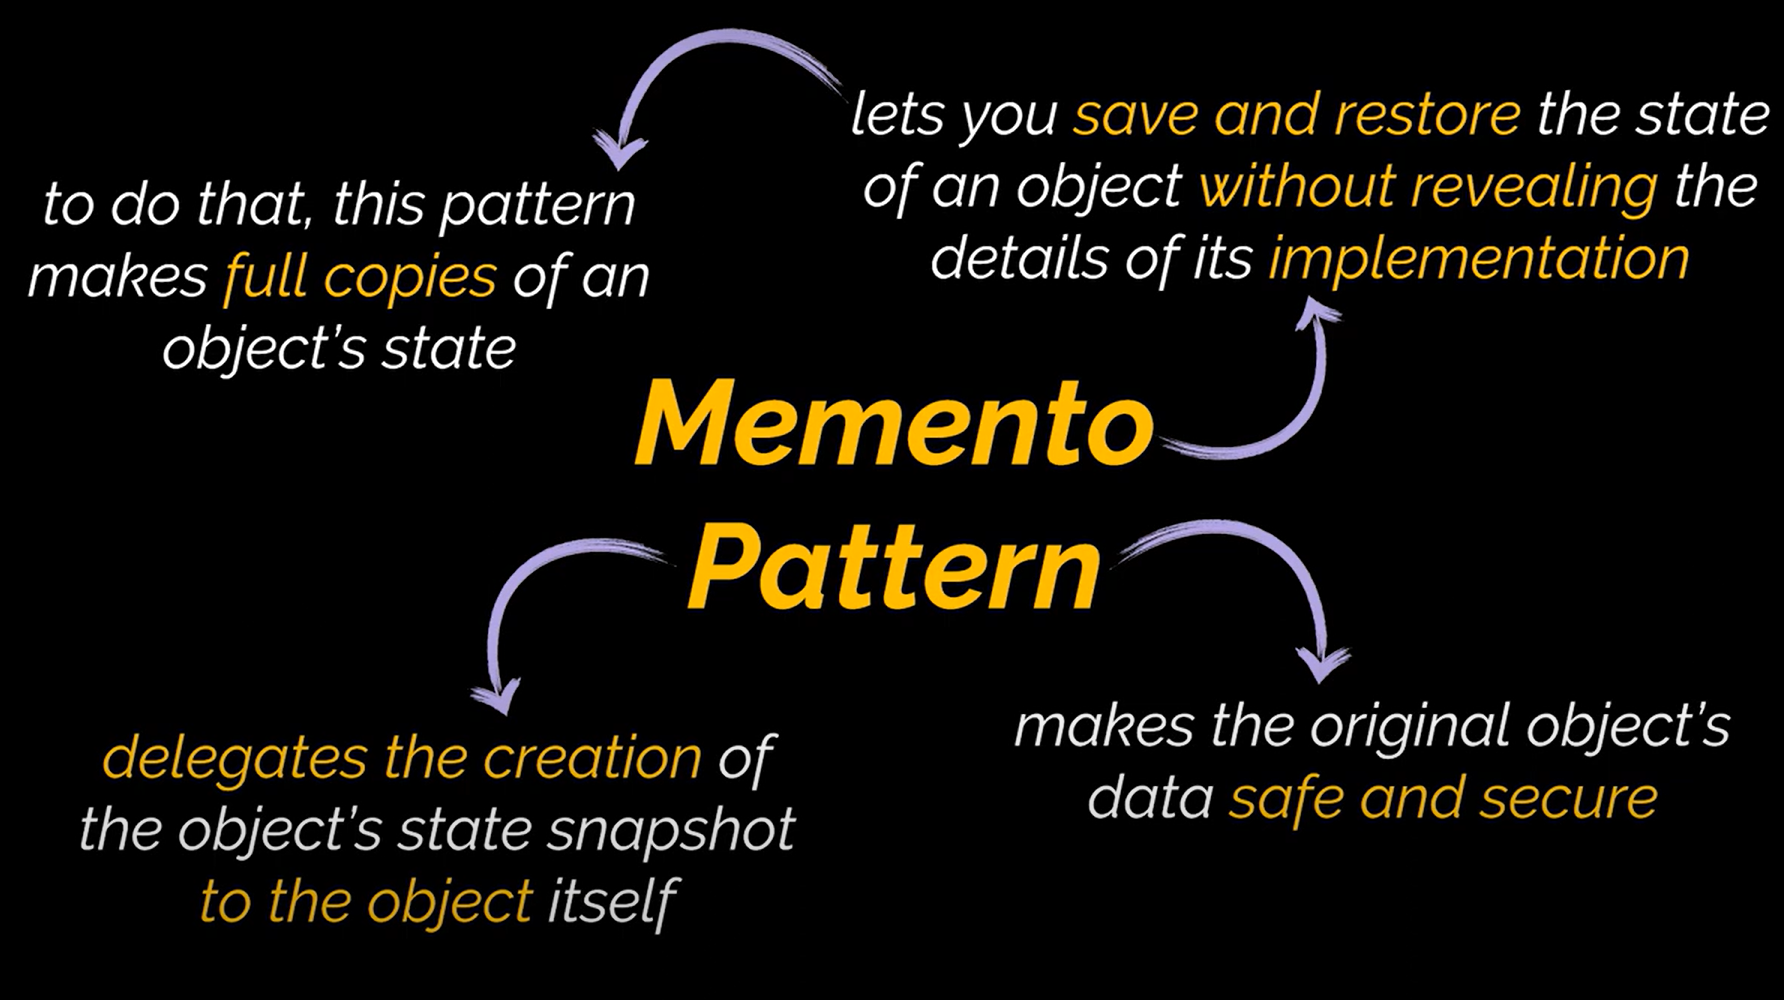 lets you save and restore the state
of an object without revealing the
details of its implementation
to do that, this pattern
makes full copies of an
object's state
Memento
Pattern
delegates the creation of
the object's state snapshot
to the object itself
makes the original object's
data safe and secure